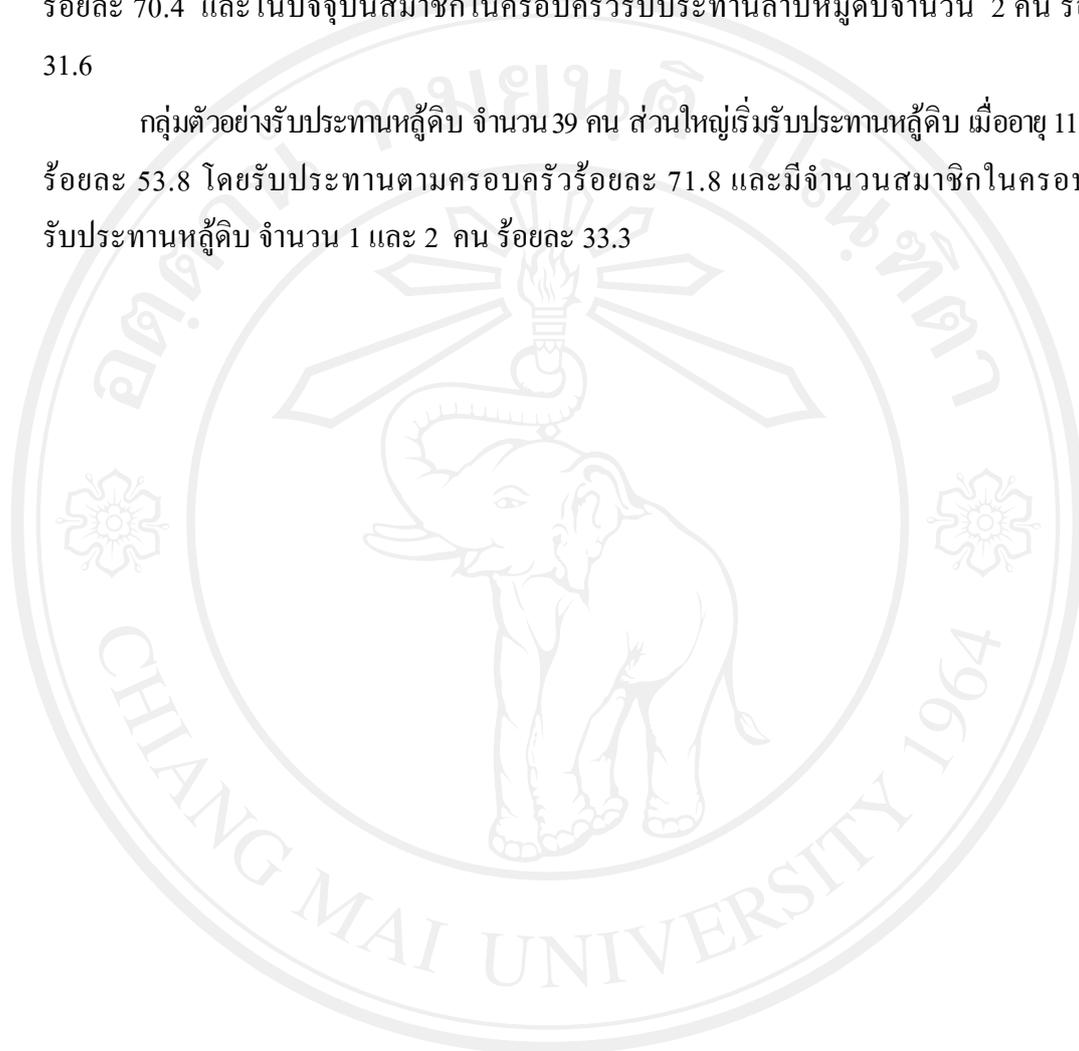 ร้อยละ 70.4 และในปัจจุบันสมาชิกในครอบครัวรับประทานลาบหมูดิบจำนวน 2 คน
31.6
กลุ่มตัวอย่างรับประทานหลู้ดิบ จำนวน 39 คน ส่วนใหญ่เริ่มรับประทานหลู้ดิบ เมื่ออายุ 11
ร้อยละ 53.8 โดยรับประทานตามครอบครัวร้อยละ 71.8 และมีจำนวนสมาชิกในครอบ
รับประทานหลู้ดิบ จำนวน 1 และ 2 คน ร้อยละ 33.3
CHIANG MAI UNIVERSITY 1964